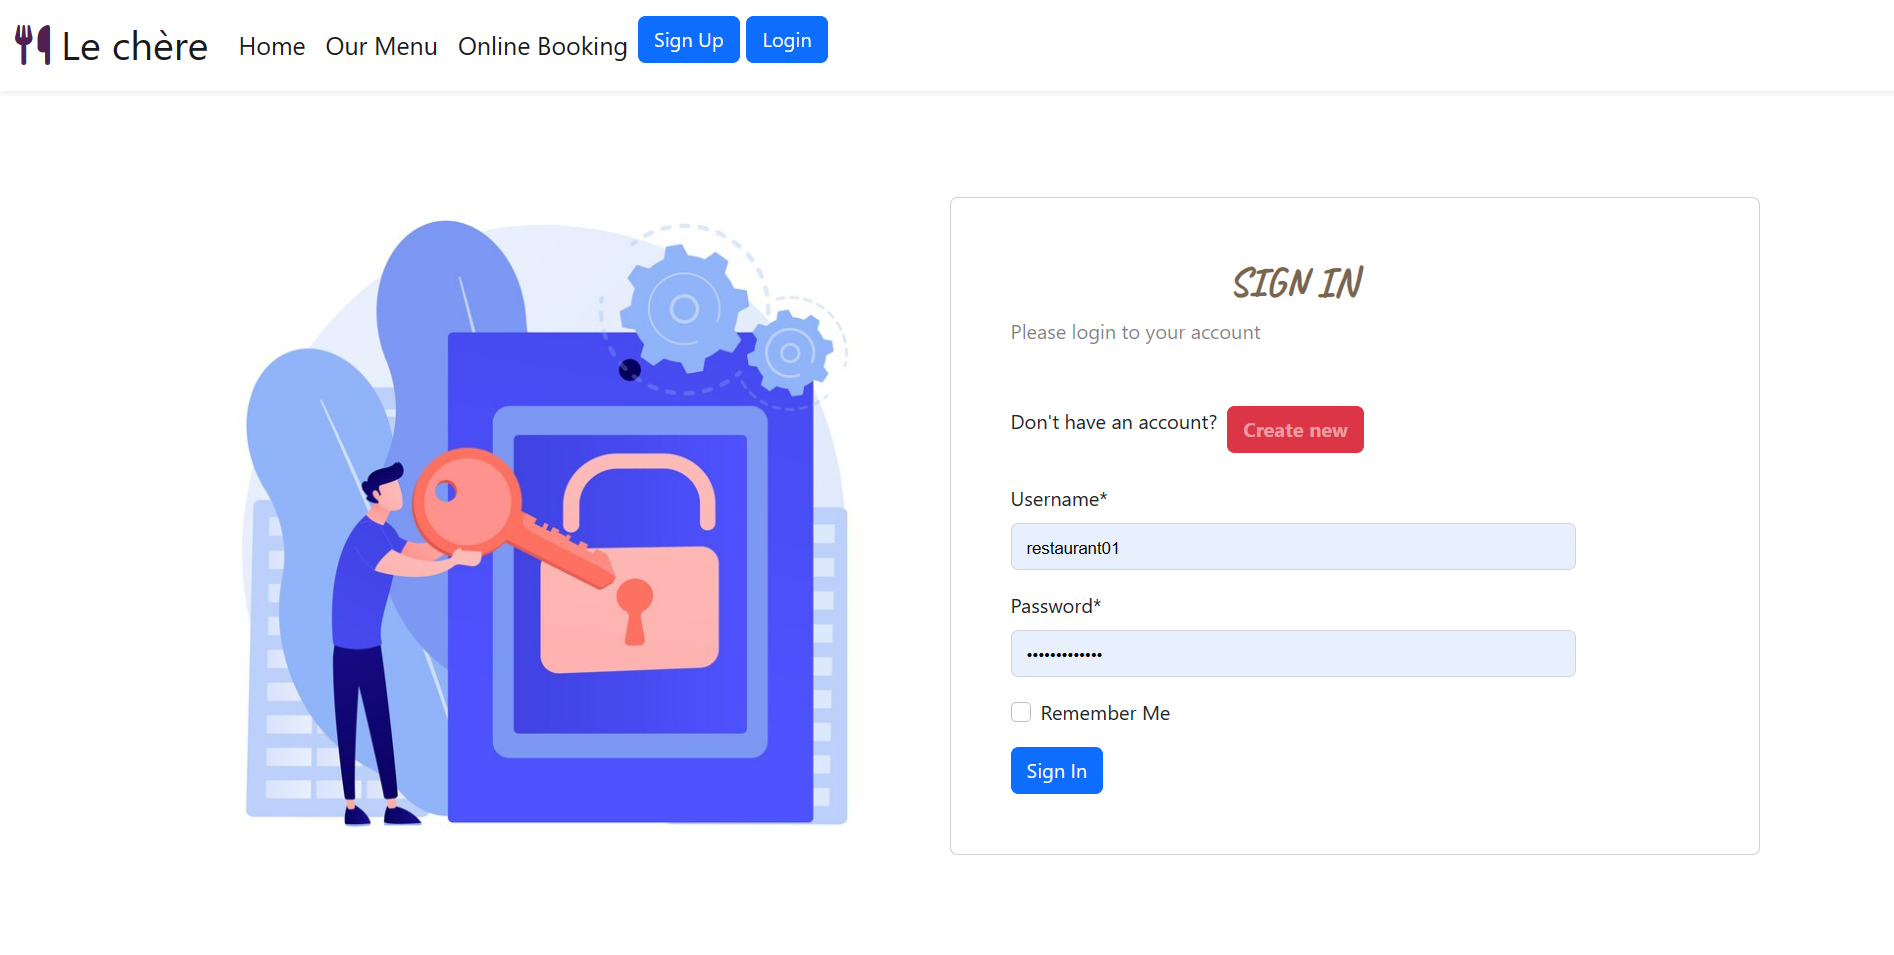 Le chère Home Our Menu Online Booking Sign Up Login
SIGN IN
Please login to your account
Don't have an account? Create new
Username*
restaurant01
Password*
•••••••••••••
Remember Me
Sign In